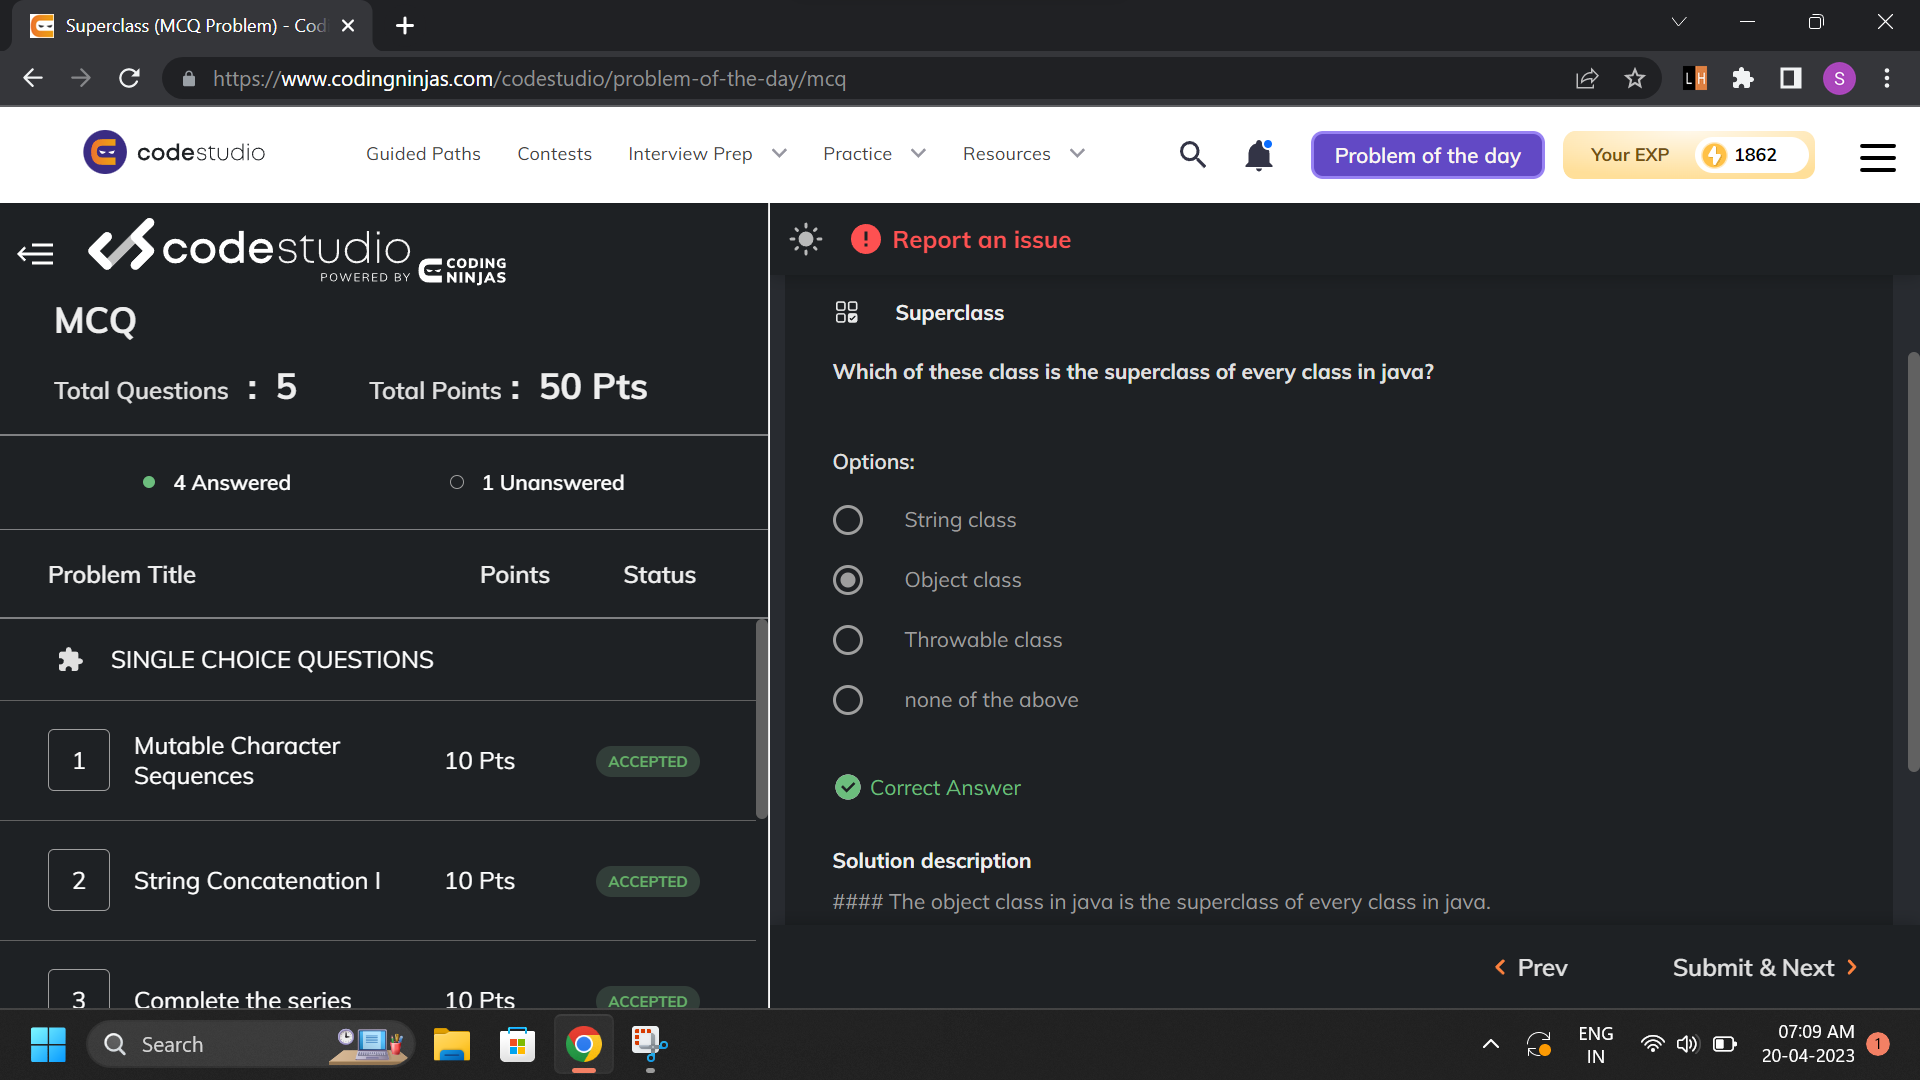 Superclass (MCQ Problem) - Cod
https://www.codingninjas.com/codestudio/problem-of-the-day/mcq
LH
S
codestudio
Guided Paths
Contests
Interview Prep
Practice
Resources
Problem of the day
Your EXP
1862
codestudio
POWERED BY
CODING
NINJAS
MCQ
Total Questions : 5
Total Points : 50 Pts
4 Answered
1 Unanswered
Problem Title
Points
Status
SINGLE CHOICE QUESTIONS
1
Mutable Character
Sequences
10 Pts
ACCEPTED
2
String Concatenation I
10 Pts
ACCEPTED
3
Complete the series
10 Pts
ACCEPTED
Report an issue
Superclass
Which of these class is the superclass of every class in java?
Options:
String class
Object class
Throwable class
none of the above
Correct Answer
Solution description
#### The object class in java is the superclass of every class in java.
Prev
Submit & Next
Search
ENG
IN
07:09 AM
20-04-2023
1